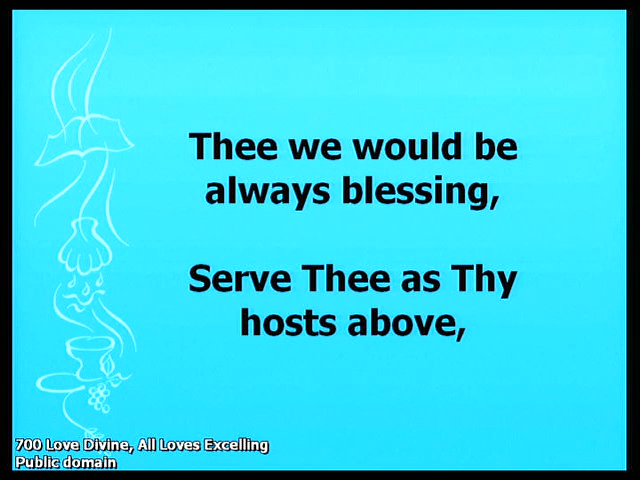 Thee we would be
always blessing,
Serve Thee as Thy
hosts above,
700 Love Divine, All Loves Excelling
Public domain